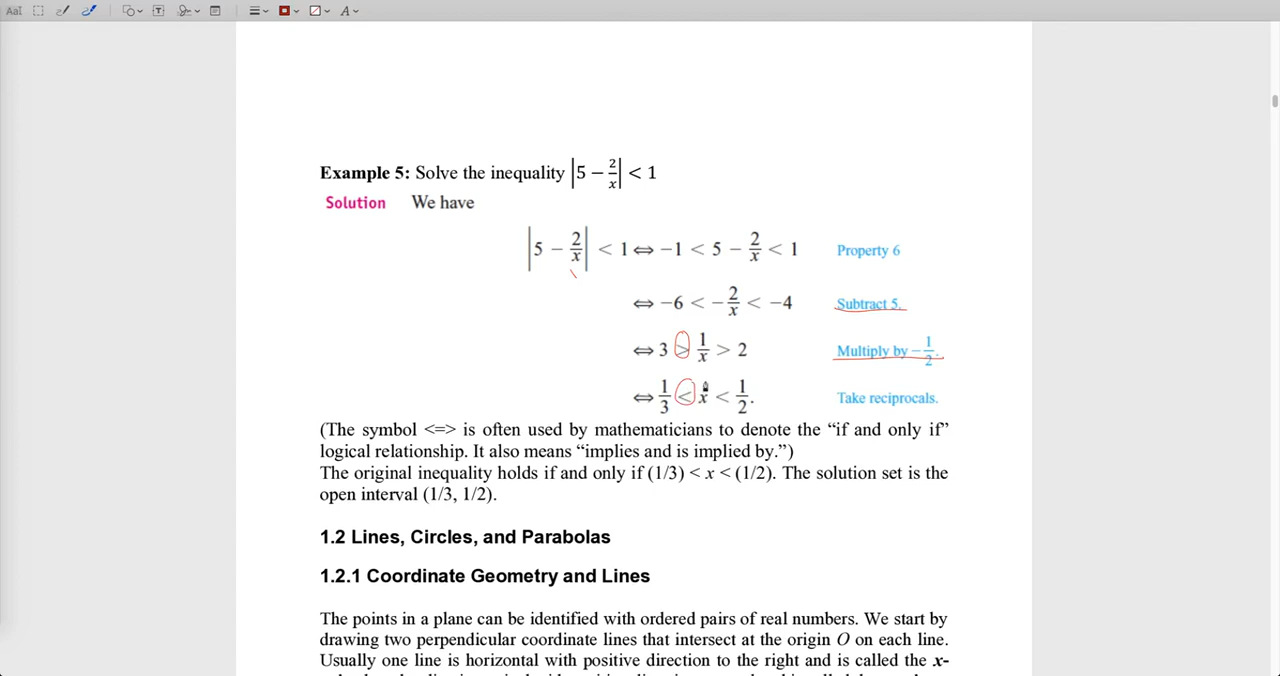 Example 5: Solve the inequality |5 − 2/x| < 1
Solution We have
|5 − 2/x| < 1 ⇔ −1 < 5 − 2/x < 1 Property 6
⇔ −6 < −2/x < −4 Subtract 5.
⇔ 3 > 1/x > 2 Multiply by −1/2.
⇔ 1/3 < x < 1/2. Take reciprocals.
(The symbol <=> is often used by mathematicians to denote the “if and only if”
logical relationship. It also means “implies and is implied by.”)
The original inequality holds if and only if (1/3) < x < (1/2). The solution set is the
open interval (1/3, 1/2).
1.2 Lines, Circles, and Parabolas
1.2.1 Coordinate Geometry and Lines
The points in a plane can be identified with ordered pairs of real numbers. We start by
drawing two perpendicular coordinate lines that intersect at the origin O on each line.
Usually one line is horizontal with positive direction to the right and is called the x-